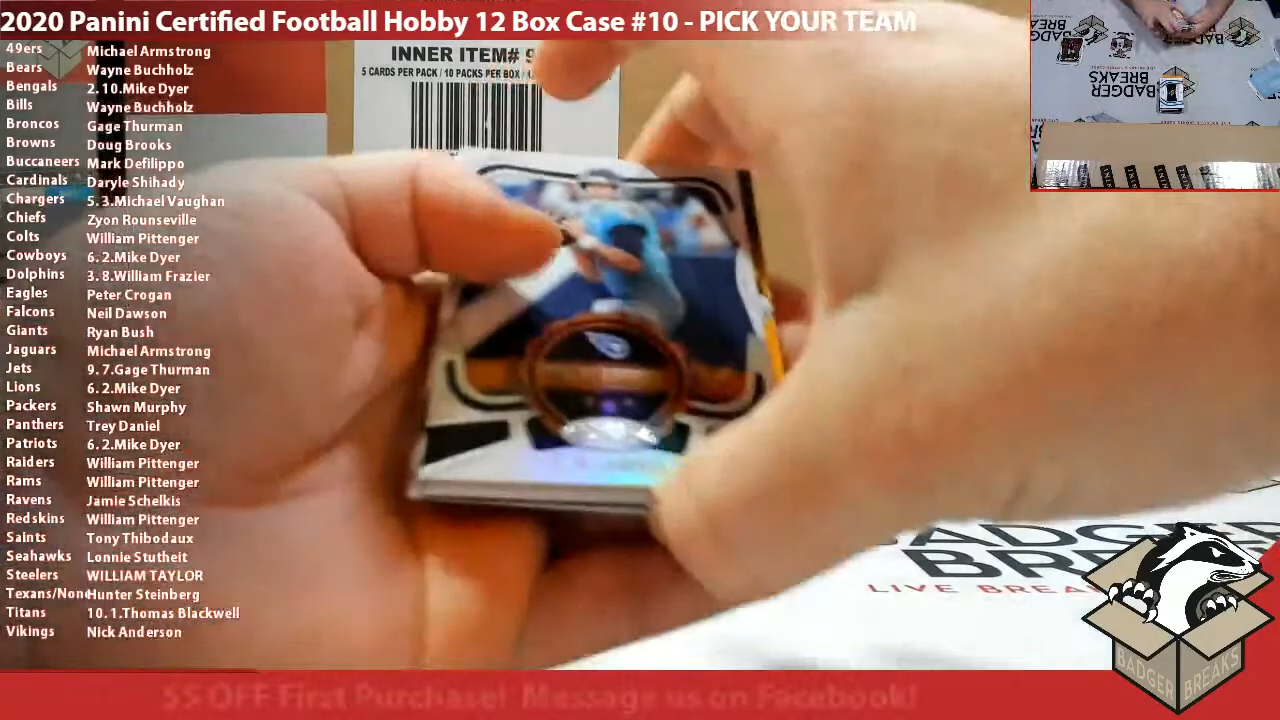 2020 Panini Certified Football Hobby 12 Box Case #10 - PICK YOUR TEAM
49ers Michael Armstrong
Bears Wayne Buchholz
Bengals 2. 10.Mike Dyer
Bills Wayne Buchholz
Broncos Gage Thurman
Browns Doug Brooks
Buccaneers Mark Defilippo
Cardinals Daryle Shihady
Chargers 5. 3.Michael Vaughan
Chiefs Zyon Rounseville
Colts William Pittenger
Cowboys 6. 2.Mike Dyer
Dolphins 3. 8.William Frazier
Eagles Peter Crogan
Falcons Neil Dawson
Giants Ryan Bush
Jaguars Michael Armstrong
Jets 9. 7.Gage Thurman
Lions 6. 2.Mike Dyer
Packers Shawn Murphy
Panthers Trey Daniel
Patriots 6. 2.Mike Dyer
Raiders William Pittenger
Rams William Pittenger
Ravens Jamie Schelkis
Redskins William Pittenger
Saints Tony Thibodaux
Seahawks Lonnie Stutheit
Steelers WILLIAM TAYLOR
Texans/None Hunter Steinberg
Titans 10. 1.Thomas Blackwell
Vikings Nick Anderson
INNER ITEM#
5 CARDS PER PACK / 10 PACKS PER BOX /
BADGER
BREAKS
BADGER
LIVE
BADGER BREAKS
$5 OFF First Purchase! Message us on Facebook!